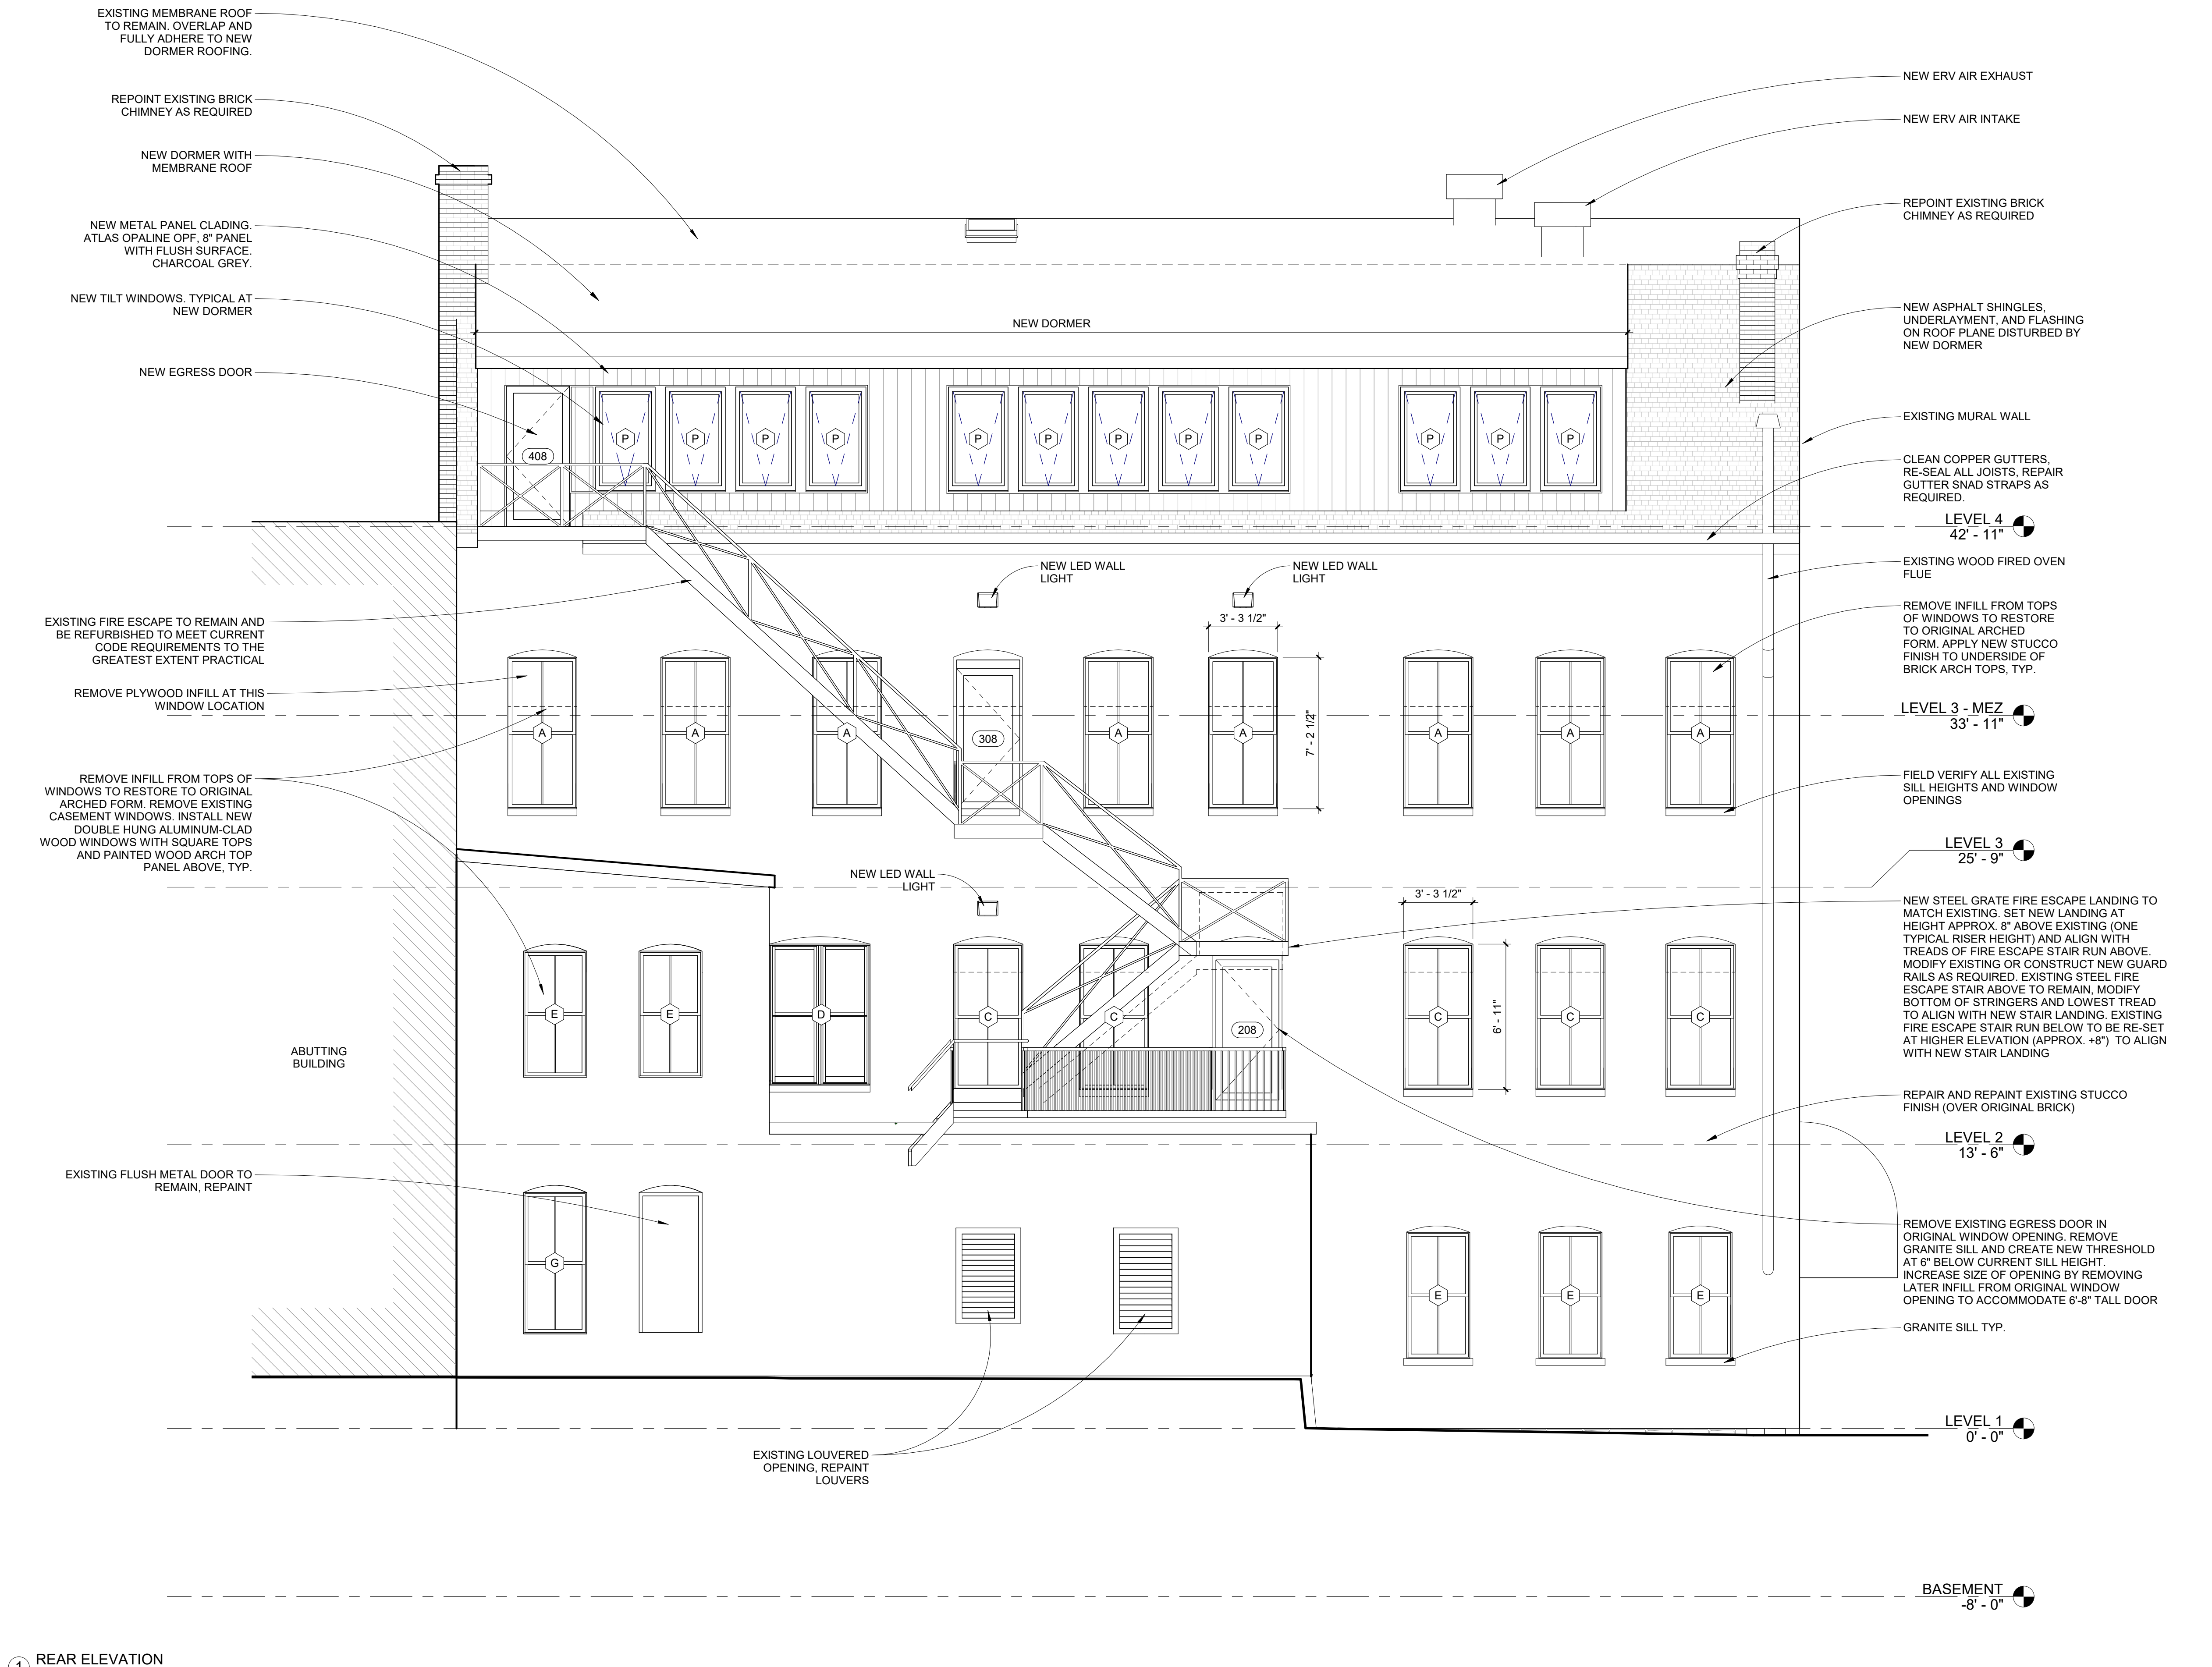 EXISTING MEMBRANE ROOF
TO REMAIN. OVERLAP AND
FULLY ADHERE TO NEW
DORMER ROOFING.
REPOINT EXISTING BRICK
CHIMNEY AS REQUIRED
NEW DORMER WITH
MEMBRANE ROOF
NEW METAL PANEL CLADING.
ATLAS OPALINE OPF, 8" PANEL
WITH FLUSH SURFACE.
CHARCOAL GREY.
NEW TILT WINDOWS. TYPICAL AT
NEW DORMER
NEW EGRESS DOOR
EXISTING FIRE ESCAPE TO REMAIN AND
BE REFURBISHED TO MEET CURRENT
CODE REQUIREMENTS TO THE
GREATEST EXTENT PRACTICAL
REMOVE PLYWOOD INFILL AT THIS
WINDOW LOCATION
REMOVE INFILL FROM TOPS OF
WINDOWS TO RESTORE TO ORIGINAL
ARCHED FORM. REMOVE EXISTING
CASEMENT WINDOWS. INSTALL NEW
DOUBLE HUNG ALUMINUM-CLAD
WOOD WINDOWS WITH SQUARE TOPS
AND PAINTED WOOD ARCH TOP
PANEL ABOVE, TYP.
ABUTTING
BUILDING
EXISTING FLUSH METAL DOOR TO
REMAIN, REPAINT
NEW DORMER
408
P
P
P
P
P
P
P
P
P
P
P
P
NEW LED WALL
LIGHT
NEW LED WALL
LIGHT
3' - 3 1/2"
7' - 2 1/2"
A
A
A
308
A
A
A
A
A
NEW LED WALL
LIGHT
3' - 3 1/2"
6' - 11"
E
E
D
C
C
208
C
C
C
G
E
E
E
EXISTING LOUVERED
OPENING, REPAINT
LOUVERS
NEW ERV AIR EXHAUST
NEW ERV AIR INTAKE
REPOINT EXISTING BRICK
CHIMNEY AS REQUIRED
NEW ASPHALT SHINGLES,
UNDERLAYMENT, AND FLASHING
ON ROOF PLANE DISTURBED BY
NEW DORMER
EXISTING MURAL WALL
CLEAN COPPER GUTTERS,
RE-SEAL ALL JOISTS, REPAIR
GUTTER SNAD STRAPS AS
REQUIRED.
LEVEL 4
42' - 11"
EXISTING WOOD FIRED OVEN
FLUE
REMOVE INFILL FROM TOPS
OF WINDOWS TO RESTORE
TO ORIGINAL ARCHED
FORM. APPLY NEW STUCCO
FINISH TO UNDERSIDE OF
BRICK ARCH TOPS, TYP.
LEVEL 3 - MEZ
33' - 11"
FIELD VERIFY ALL EXISTING
SILL HEIGHTS AND WINDOW
OPENINGS
LEVEL 3
25' - 9"
NEW STEEL GRATE FIRE ESCAPE LANDING TO
MATCH EXISTING. SET NEW LANDING AT
HEIGHT APPROX. 8" ABOVE EXISTING (ONE
TYPICAL RISER HEIGHT) AND ALIGN WITH
TREADS OF FIRE ESCAPE STAIR RUN ABOVE.
MODIFY EXISTING OR CONSTRUCT NEW GUARD
RAILS AS REQUIRED. EXISTING STEEL FIRE
ESCAPE STAIR ABOVE TO REMAIN, MODIFY
BOTTOM OF STRINGERS AND LOWEST TREAD
TO ALIGN WITH NEW STAIR LANDING. EXISTING
FIRE ESCAPE STAIR RUN BELOW TO BE RE-SET
AT HIGHER ELEVATION (APPROX. +8") TO ALIGN
WITH NEW STAIR LANDING
REPAIR AND REPAINT EXISTING STUCCO
FINISH (OVER ORIGINAL BRICK)
LEVEL 2
13' - 6"
REMOVE EXISTING EGRESS DOOR IN
ORIGINAL WINDOW OPENING. REMOVE
GRANITE SILL AND CREATE NEW THRESHOLD
AT 6" BELOW CURRENT SILL HEIGHT.
INCREASE SIZE OF OPENING BY REMOVING
LATER INFILL FROM ORIGINAL WINDOW
OPENING TO ACCOMMODATE 6'-8" TALL DOOR
GRANITE SILL TYP.
LEVEL 1
0' - 0"
BASEMENT
-8' - 0"
1
REAR ELEVATION